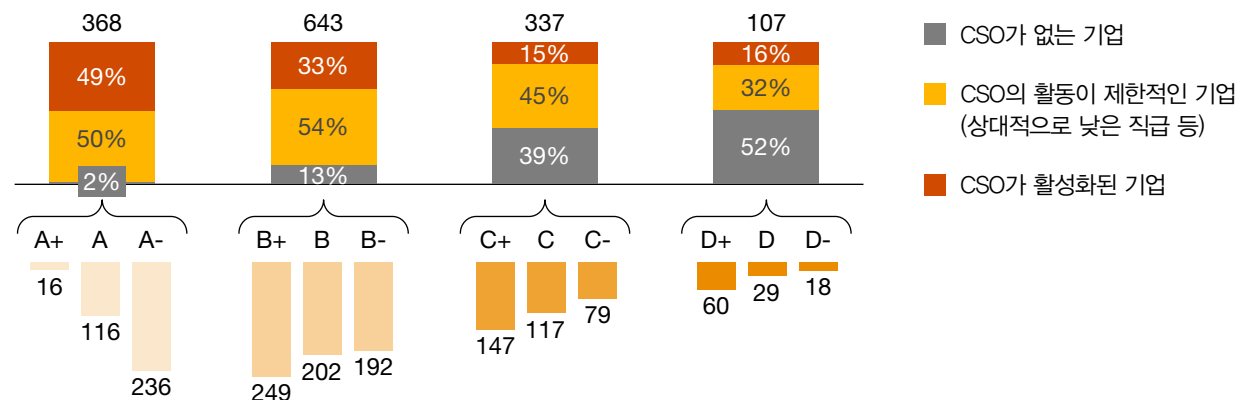 368 643 337 107
49% 33% 15% 16%
50% 54% 45% 32%
2% 13% 39% 52%
CSO가 없는 기업
CSO의 활동이 제한적인 기업
(상대적으로 낮은 직급 등)
CSO가 활성화된 기업
A+ A A- B+ B B- C+ C C- D+ D D-
16 116 236 249 202 192 147 117 79 60 29 18